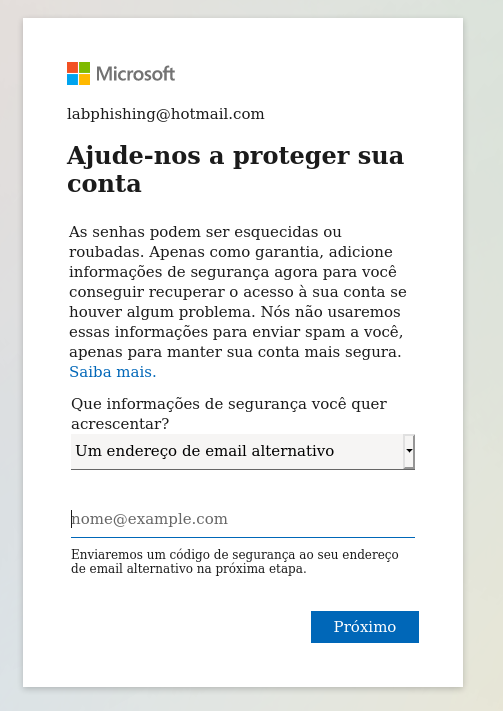 Microsoft
labphishing@hotmail.com
Ajude-nos a proteger sua
conta
As senhas podem ser esquecidas ou
roubadas. Apenas como garantia, adicione
informações de segurança agora para você
conseguir recuperar o acesso à sua conta se
houver algum problema. Nós não usaremos
essas informações para enviar spam a você,
apenas para manter sua conta mais segura.
Saiba mais.
Que informações de segurança você quer
acrescentar?
Um endereço de email alternativo
nome@example.com
Enviaremos um código de segurança ao seu endereço
de email alternativo na próxima etapa.
Próximo